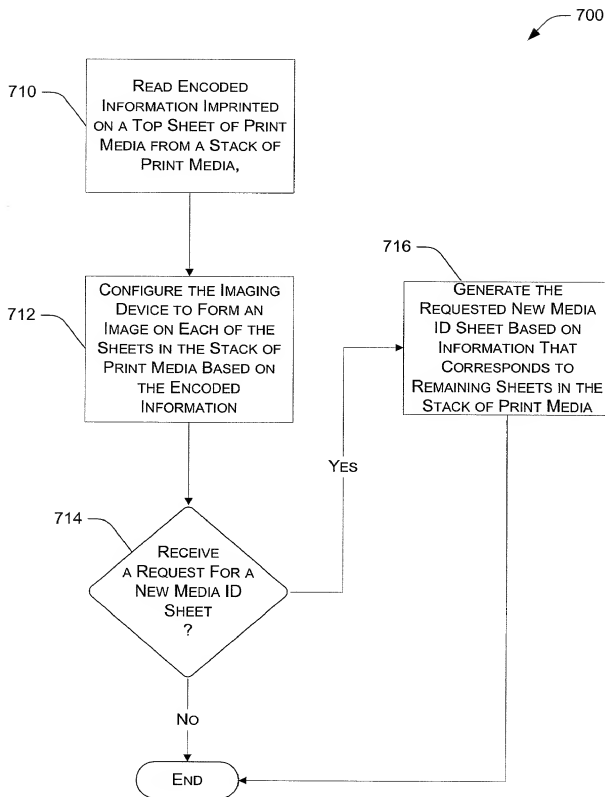 700
710
READ ENCODED
INFORMATION IMPRINTED
ON A TOP SHEET OF PRINT
MEDIA FROM A STACK OF
PRINT MEDIA,
712
CONFIGURE THE IMAGING
DEVICE TO FORM AN
IMAGE ON EACH OF THE
SHEETS IN THE STACK OF
PRINT MEDIA BASED ON
THE ENCODED
INFORMATION
716
GENERATE THE
REQUESTED NEW MEDIA
ID SHEET BASED ON
INFORMATION THAT
CORRESPONDS TO
REMAINING SHEETS IN THE
STACK OF PRINT MEDIA
YES
714
RECEIVE
A REQUEST FOR A
NEW MEDIA ID
SHEET
?
NO
END